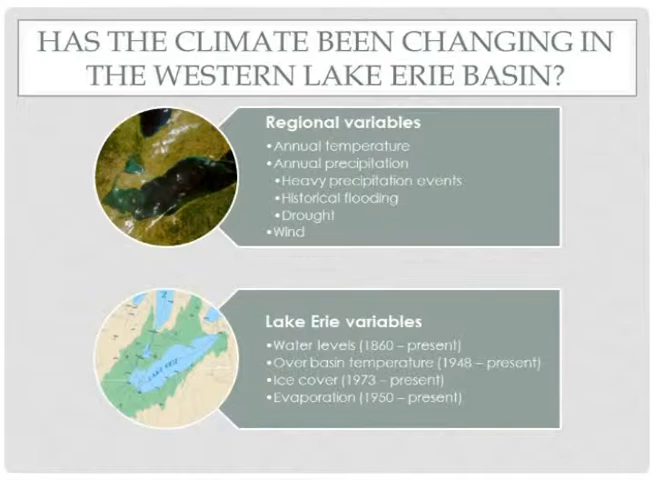 HAS THE CLIMATE BEEN CHANGING IN
THE WESTERN LAKE ERIE BASIN?
Regional variables
•Annual temperature
•Annual precipitation
•Heavy precipitation events
•Historical flooding
•Drought
•Wind
Lake Erie variables
•Water levels (1860 – present)
•Over basin temperature (1948 – present)
•Ice cover (1973 – present)
•Evaporation (1950 – present)
LAKE ERIE